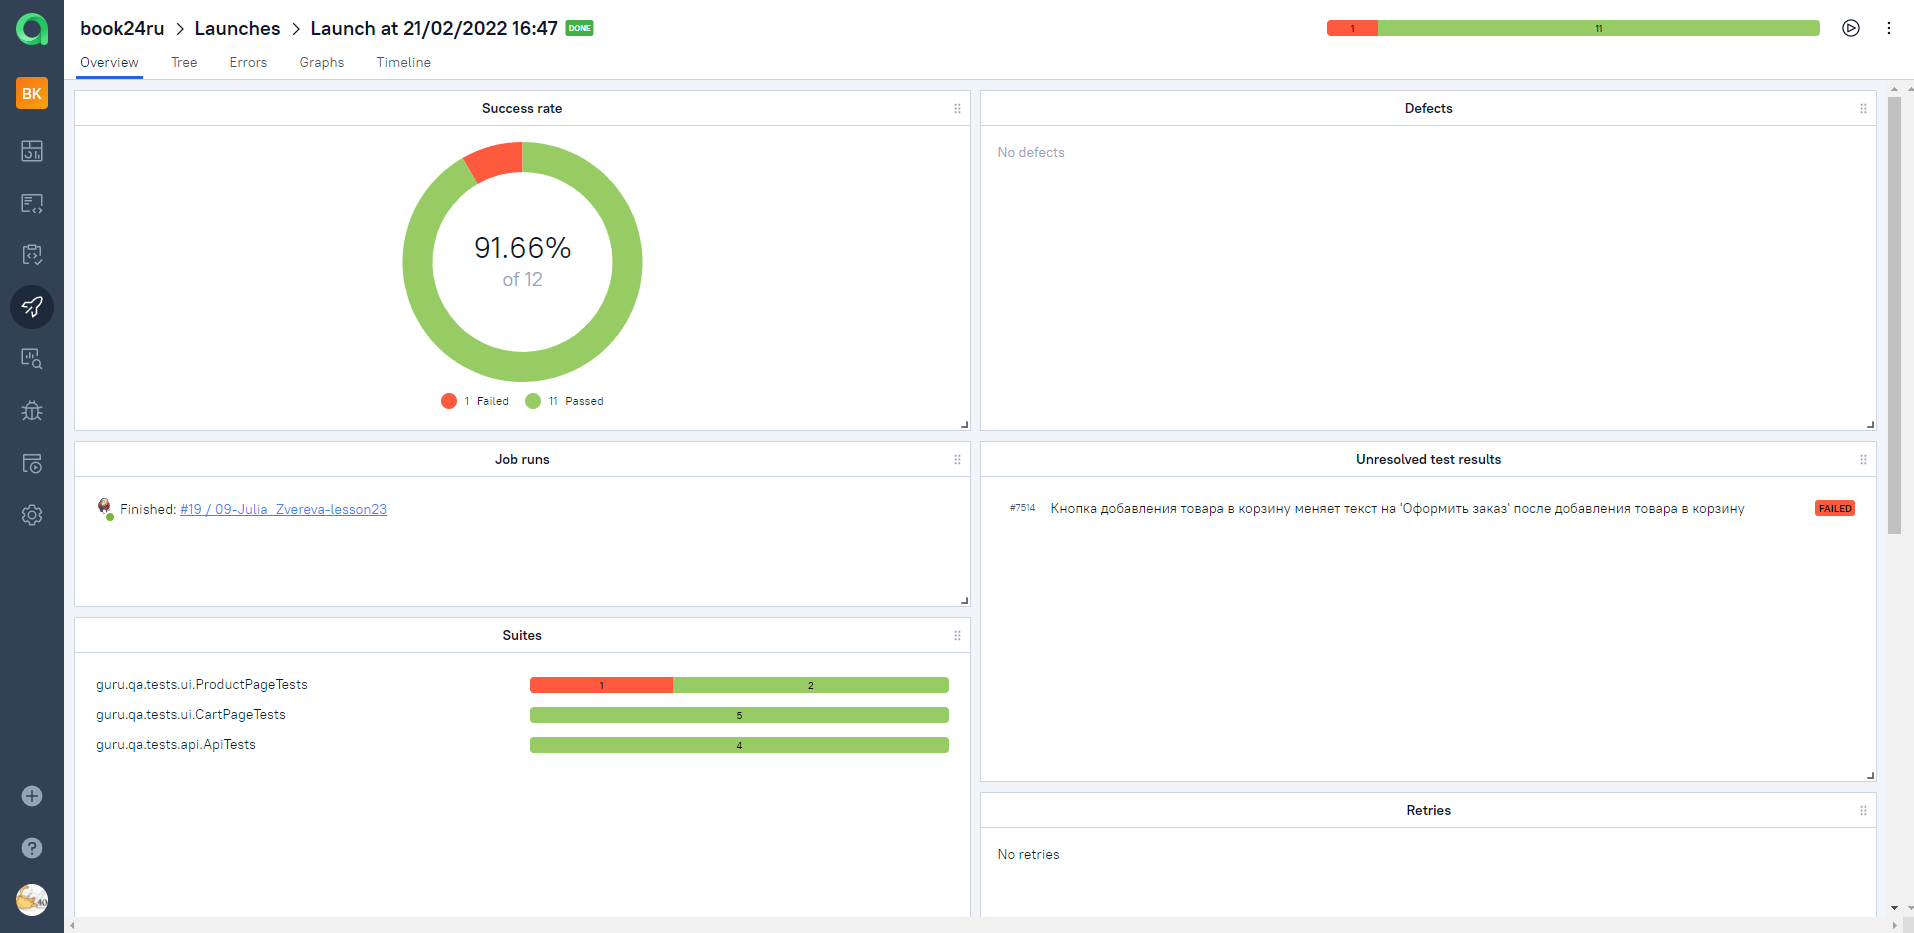 book24ru > Launches > Launch at 21/02/2022 16:47 DONE
1 11
BK
Overview Tree Errors Graphs Timeline
Success rate
91.66%
of 12
1 Failed 11 Passed
Defects
No defects
Job runs
Finished: #19 / 09-Julia_Zvereva-lesson23
Unresolved test results
#7514 Кнопка добавления товара в корзину меняет текст на 'Оформить заказ' после добавления товара в корзину FAILED
Suites
guru.qa.tests.ui.ProductPageTests 1 2
guru.qa.tests.ui.CartPageTests 5
guru.qa.tests.api.ApiTests 4
Retries
No retries